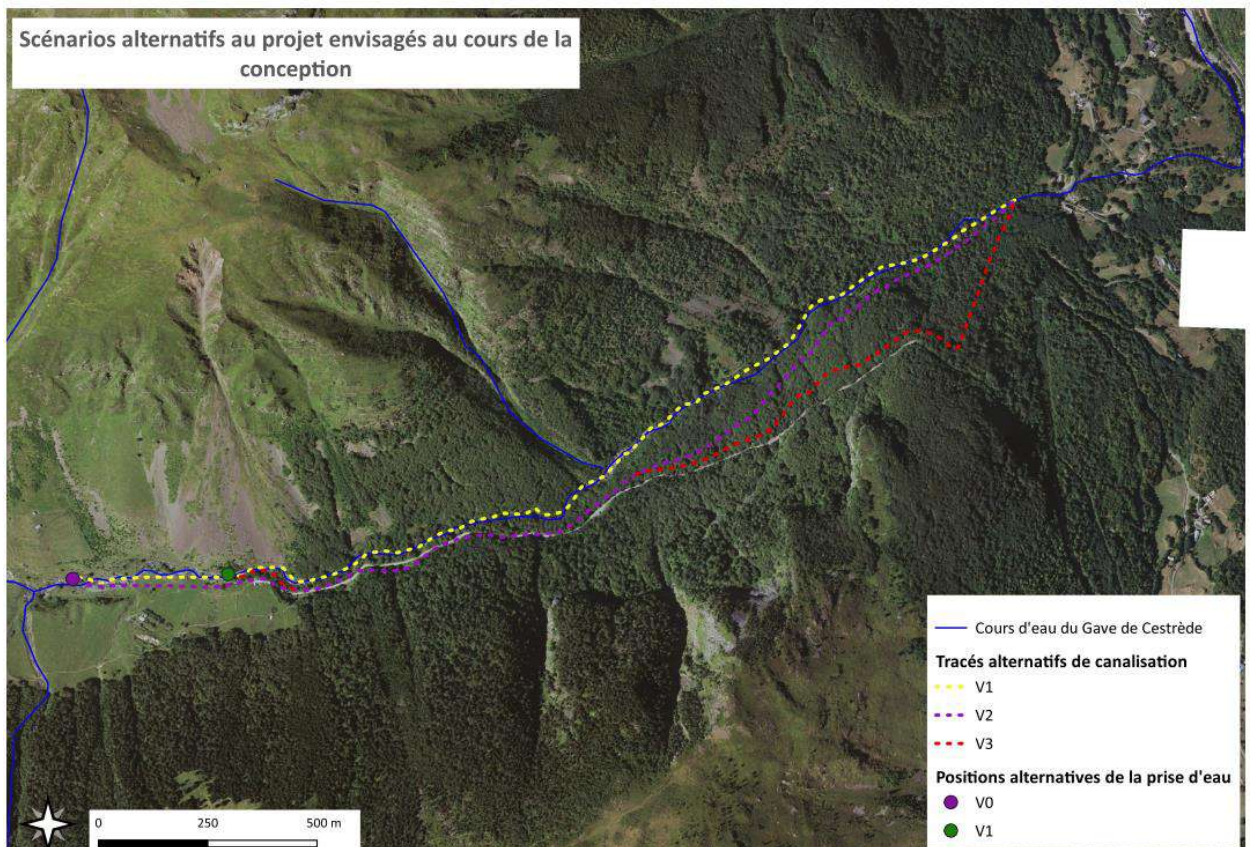 Scénarios alternatifs au projet envisagés au cours de la
conception
Cours d'eau du Gave de Cestrède
Tracés alternatifs de canalisation
V1
V2
V3
Positions alternatives de la prise d'eau
V0
V1
0 250 500 m